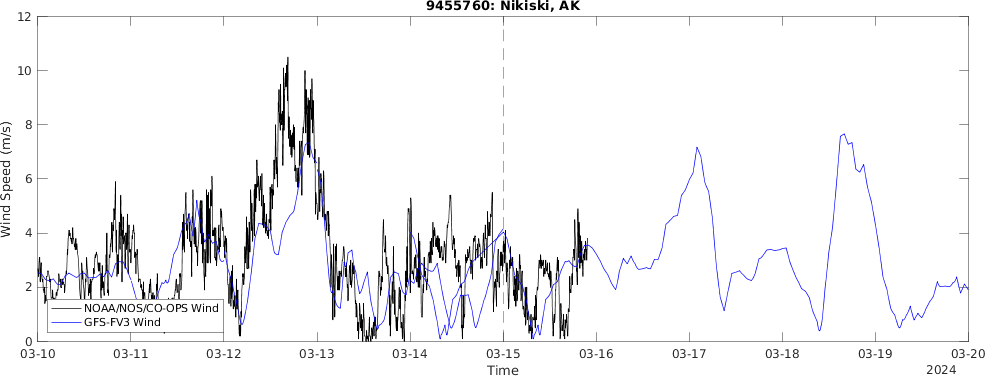 9455760: Nikiski, AK
12
10
8
6
4
2
0
Wind Speed (m/s)
NOAA/NOS/CO-OPS Wind
GFS-FV3 Wind
03-10 03-11 03-12 03-13 03-14 03-15 03-16 03-17 03-18 03-19 03-20
Time
2024